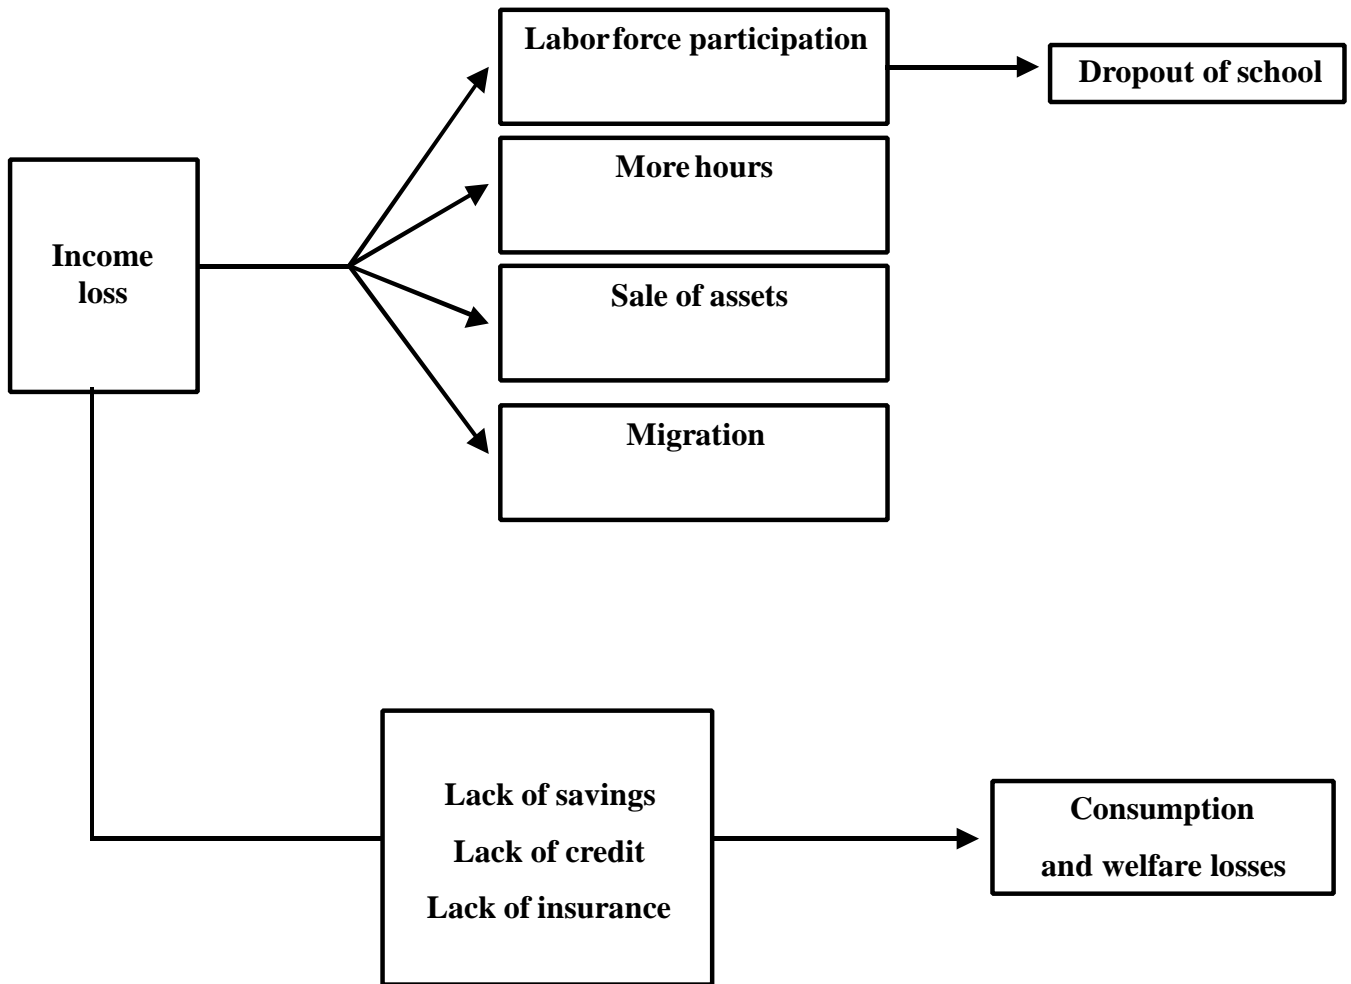 Labor force participation
Dropout of school
More hours
Income
loss
Sale of assets
Migration
Lack of savings
Lack of credit
Lack of insurance
Consumption
and welfare losses